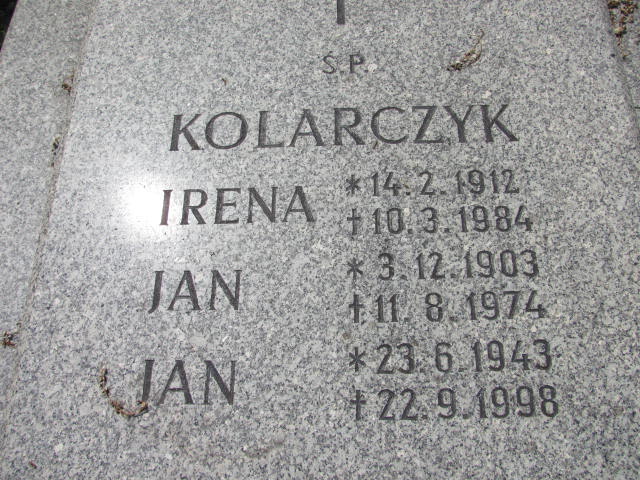 Ś.P.
KOLARCZYK
IRENA *14.2.1912
†10.3.1984
JAN *3.12.1903
†11.8.1974
JAN *23.6.1943
†22.9.1998